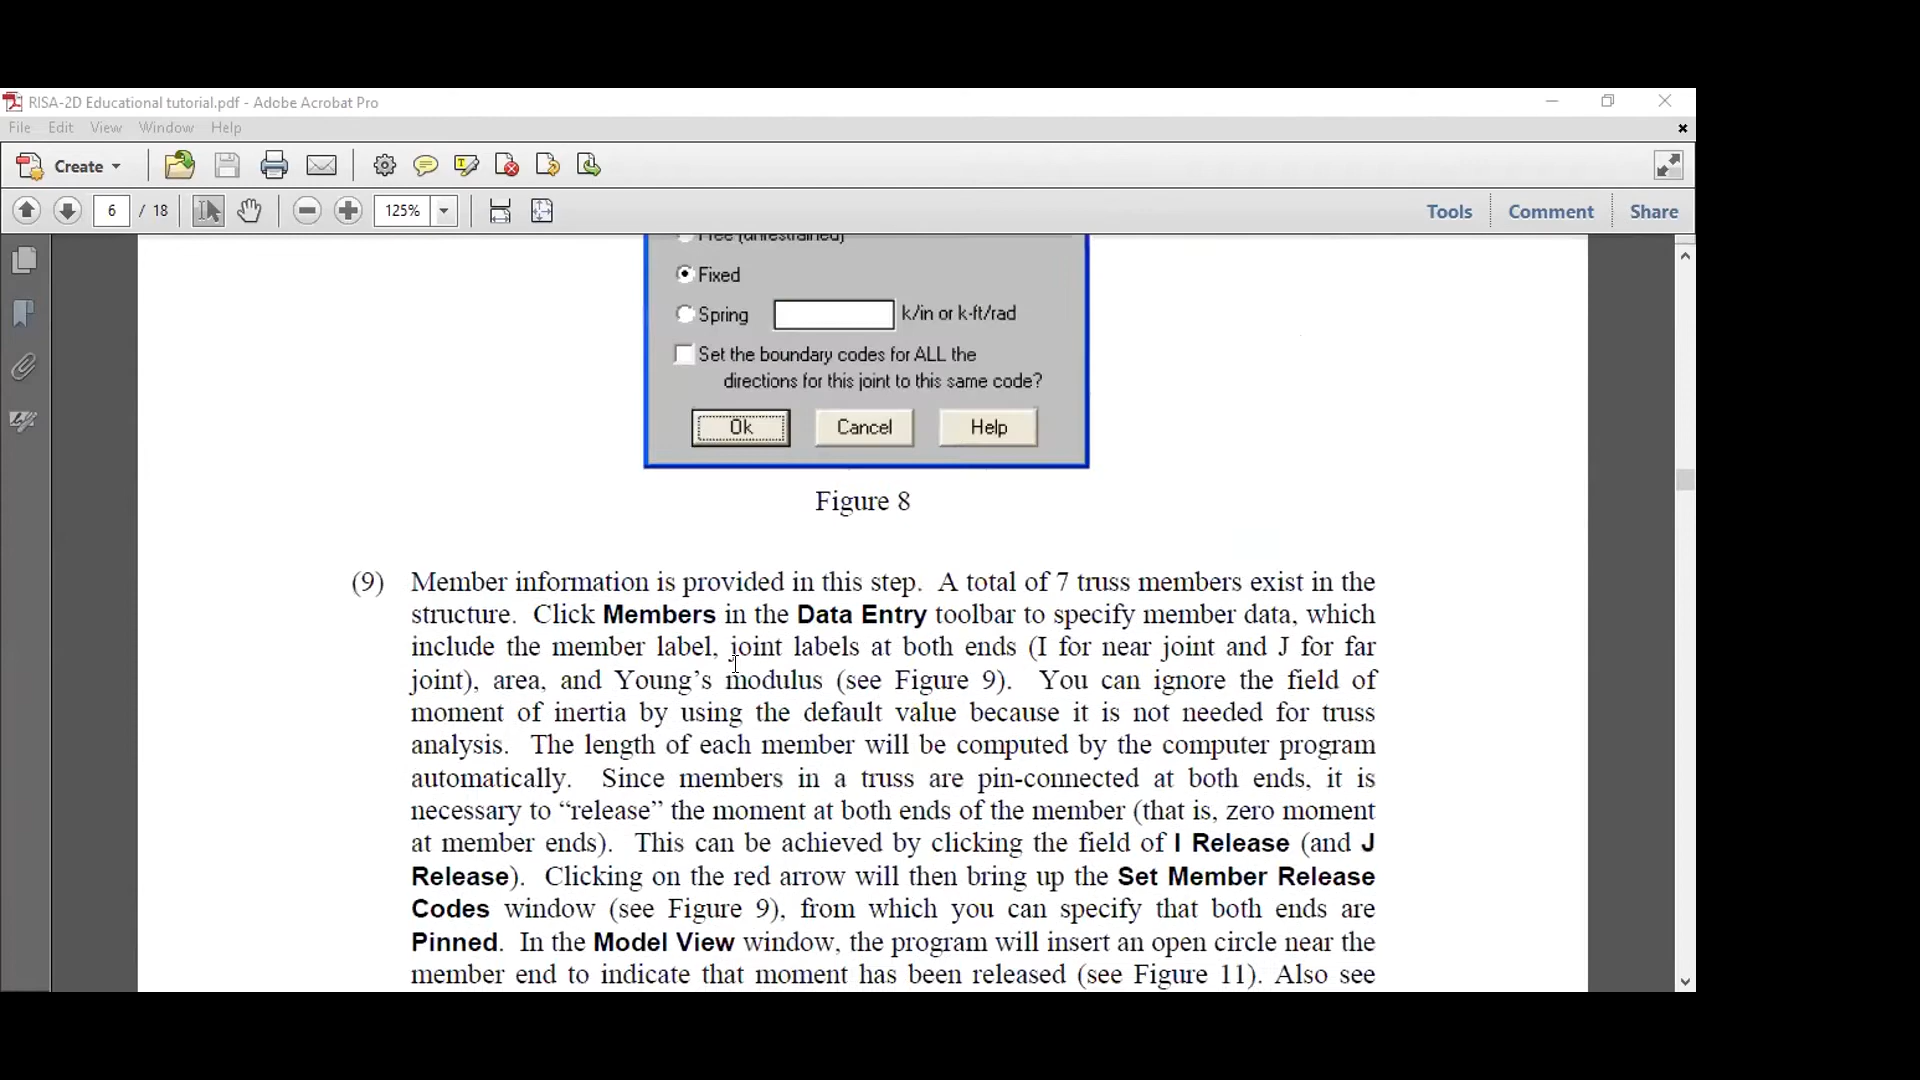 RISA-2D Educational tutorial.pdf - Adobe Acrobat Pro
File Edit View Window Help
Create
6 / 18 125% Tools Comment Share
Free (unrestrained)
Fixed
Spring k/in or k-ft/rad
Set the boundary codes for ALL the
directions for this joint to this same code?
Ok Cancel Help
Figure 8
(9) Member information is provided in this step. A total of 7 truss members exist in the
structure. Click Members in the Data Entry toolbar to specify member data, which
include the member label, joint labels at both ends (I for near joint and J for far
joint), area, and Young's modulus (see Figure 9). You can ignore the field of
moment of inertia by using the default value because it is not needed for truss
analysis. The length of each member will be computed by the computer program
automatically. Since members in a truss are pin-connected at both ends, it is
necessary to “release” the moment at both ends of the member (that is, zero moment
at member ends). This can be achieved by clicking the field of I Release (and J
Release). Clicking on the red arrow will then bring up the Set Member Release
Codes window (see Figure 9), from which you can specify that both ends are
Pinned. In the Model View window, the program will insert an open circle near the
member end to indicate that moment has been released (see Figure 11). Also see